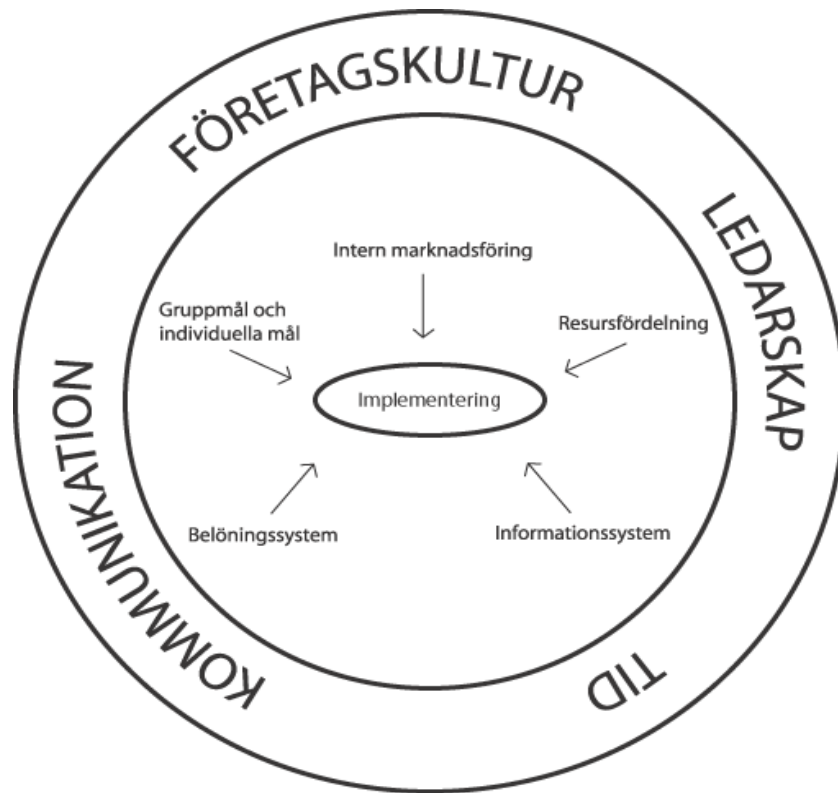 FÖRETAGSKULTUR
LEDARSKAP
Intern marknadsföring
Gruppmål och
individuella mål
Resursfördelning
KOMMUNIKATION
Implementering
Belöningssystem
Informationssystem
TID